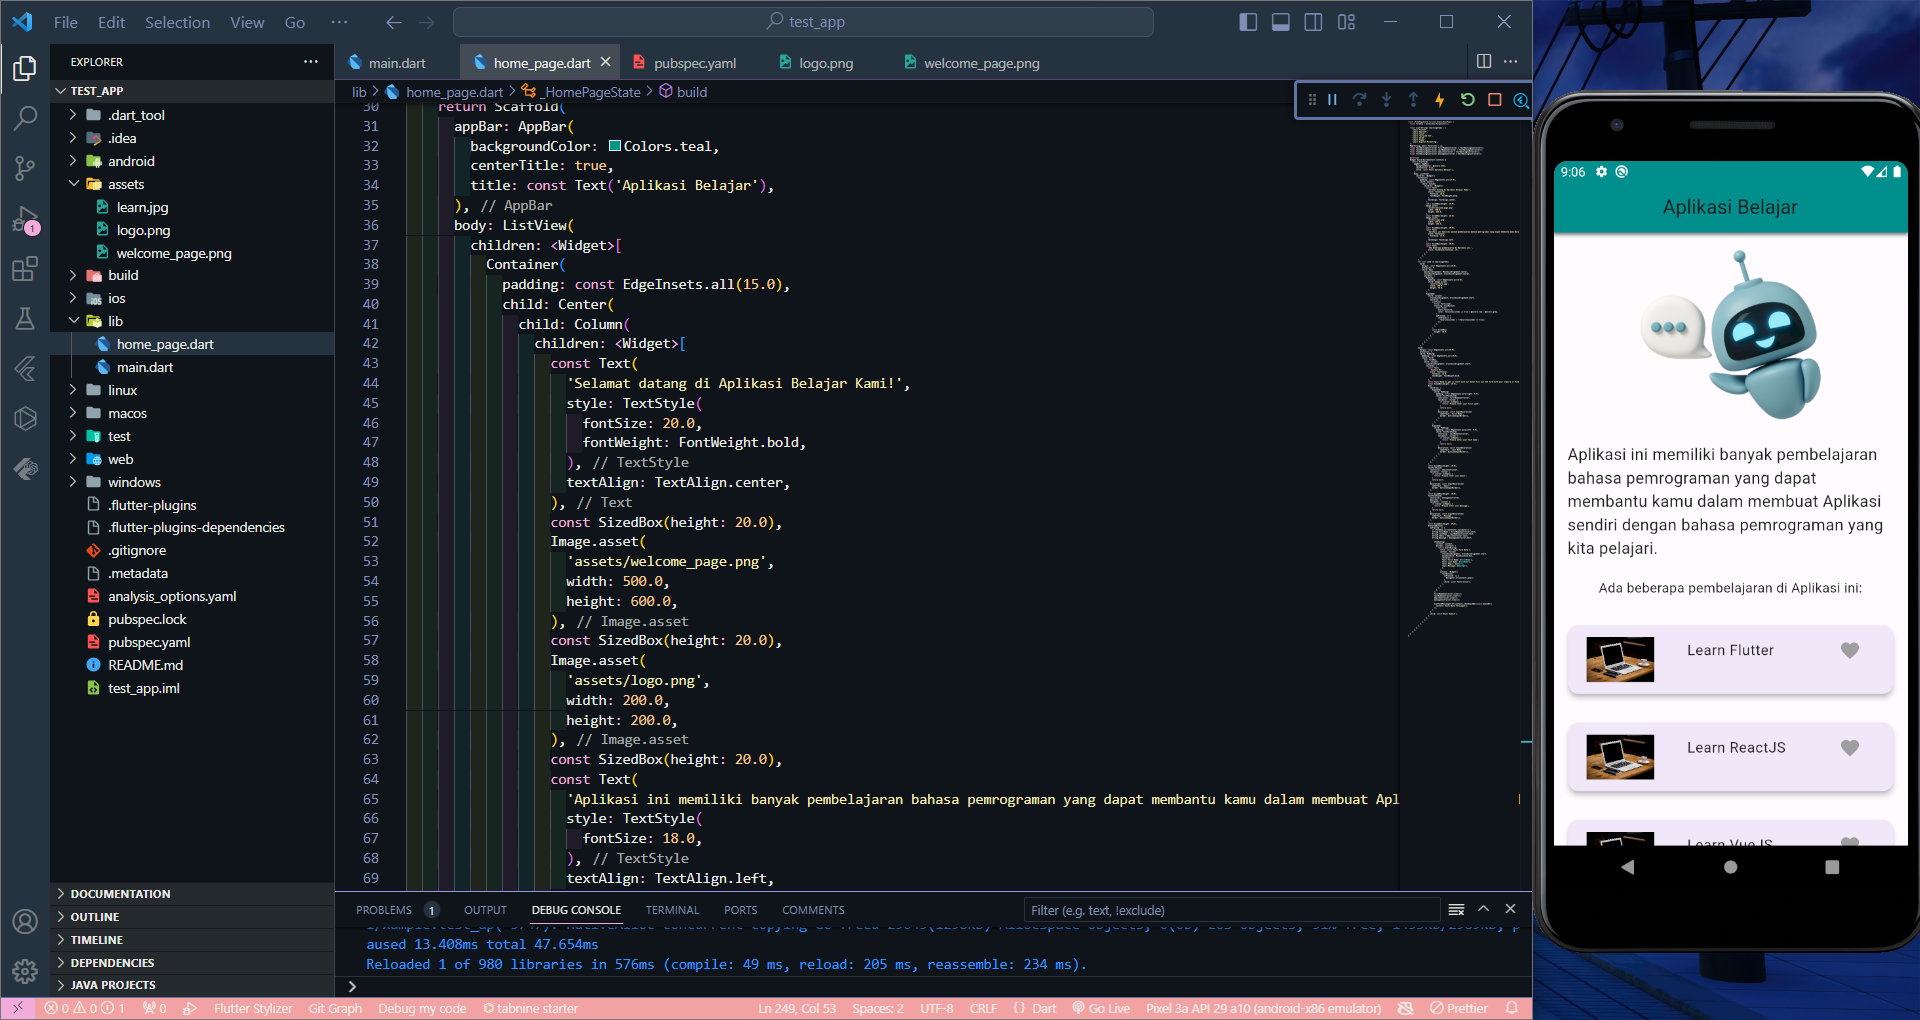 File Edit Selection View Go ··· test_app
EXPLORER
TEST_APP
.dart_tool
.idea
android
assets
learn.jpg
logo.png
welcome_page.png
build
ios
lib
home_page.dart
main.dart
linux
macos
test
web
windows
.flutter-plugins
.flutter-plugins-dependencies
.gitignore
.metadata
analysis_options.yaml
pubspec.lock
pubspec.yaml
README.md
test_app.iml
DOCUMENTATION
OUTLINE
TIMELINE
DEPENDENCIES
JAVA PROJECTS
1
main.dart home_page.dart pubspec.yaml logo.png welcome_page.png
lib > home_page.dart > _HomePageState > build
30 return Scaffold(
31 appBar: AppBar(
32 backgroundColor: Colors.teal,
33 centerTitle: true,
34 title: const Text('Aplikasi Belajar'),
35 ), // AppBar
36 body: ListView(
37 children: <Widget>[
38 Container(
39 padding: const EdgeInsets.all(15.0),
40 child: Center(
41 child: Column(
42 children: <Widget>[
43 const Text(
44 'Selamat datang di Aplikasi Belajar Kami!',
45 style: TextStyle(
46 fontSize: 20.0,
47 fontWeight: FontWeight.bold,
48 ), // TextStyle
49 textAlign: TextAlign.center,
50 ), // Text
51 const SizedBox(height: 20.0),
52 Image.asset(
53 'assets/welcome_page.png',
54 width: 500.0,
55 height: 600.0,
56 ), // Image.asset
57 const SizedBox(height: 20.0),
58 Image.asset(
59 'assets/logo.png',
60 width: 200.0,
61 height: 200.0,
62 ), // Image.asset
63 const SizedBox(height: 20.0),
64 const Text(
65 'Aplikasi ini memiliki banyak pembelajaran bahasa pemrograman yang dapat membantu kamu dalam membuat Apl
66 style: TextStyle(
67 fontSize: 18.0,
68 ), // TextStyle
69 textAlign: TextAlign.left,
PROBLEMS 1 OUTPUT DEBUG CONSOLE TERMINAL PORTS COMMENTS Filter (e.g. text, !exclude)
aused 13.408ms total 47.654ms
Reloaded 1 of 980 libraries in 576ms (compile: 49 ms, reload: 205 ms, reassemble: 234 ms).
0 0 1 0 Flutter Stylizer Git Graph Debug my code tabnine starter Ln 249, Col 53 Spaces: 2 UTF-8 CRLF {} Dart Go Live Pixel 3a API 29 a10 (android-x86 emulator) Prettier
9:06
Aplikasi Belajar
Aplikasi ini memiliki banyak pembelajaran
bahasa pemrograman yang dapat
membantu kamu dalam membuat Aplikasi
sendiri dengan bahasa pemrograman yang
kita pelajari.
Ada beberapa pembelajaran di Aplikasi ini:
Learn Flutter
Learn ReactJS
Learn VueJS